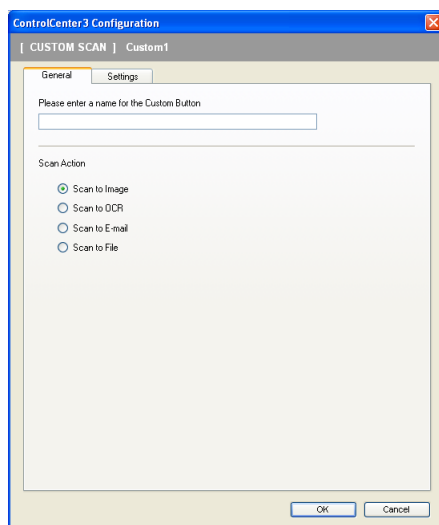 ControlCenter3 Configuration
[ CUSTOM SCAN ] Custom1
General Settings
Please enter a name for the Custom Button
Scan Action
Scan to Image
Scan to OCR
Scan to E-mail
Scan to File
OK Cancel